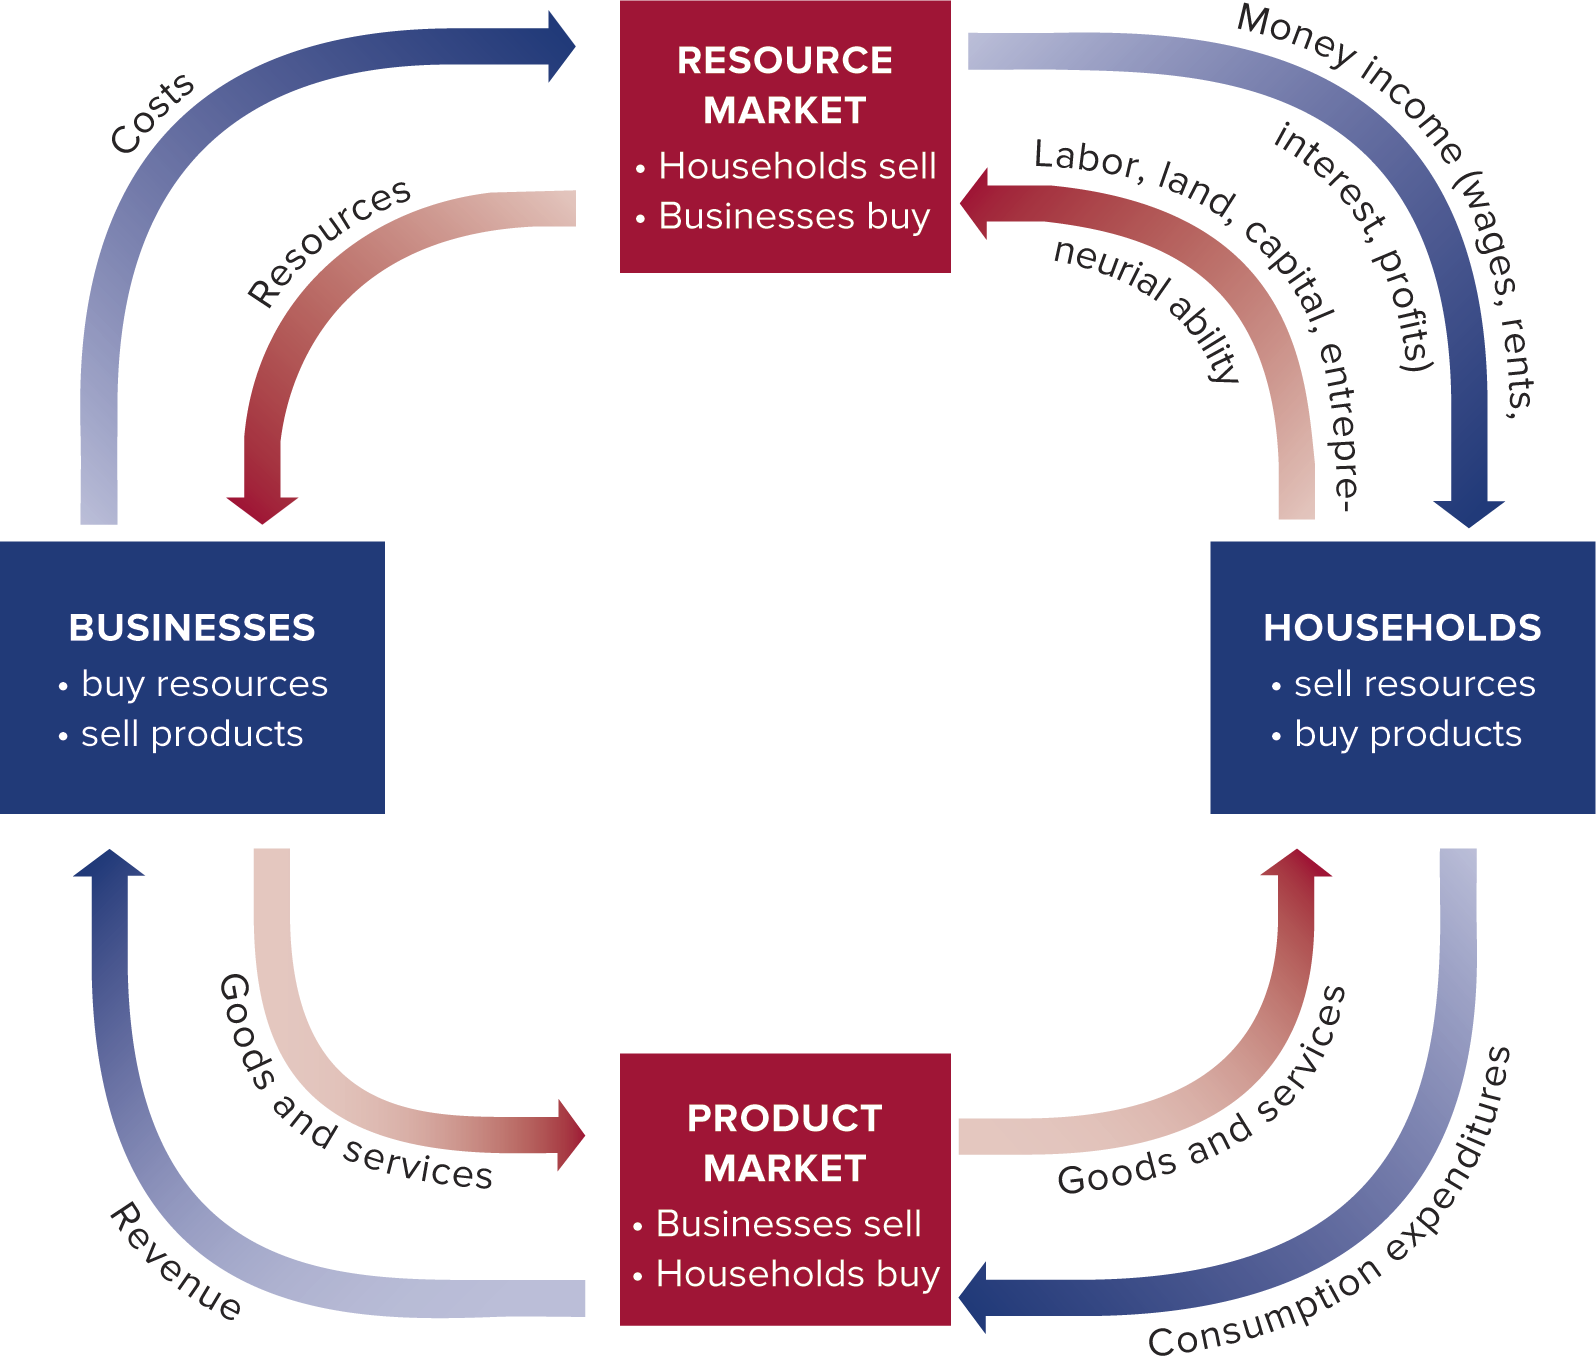 Costs
Resources
RESOURCE
MARKET
• Households sell
• Businesses buy
Money income (wages, rents,
interest, profits)
Labor, land, capital, entrepre-
neurial ability
BUSINESSES
• buy resources
• sell products
HOUSEHOLDS
• sell resources
• buy products
Goods and services
Revenue
PRODUCT
MARKET
• Businesses sell
• Households buy
Goods and services
Consumption expenditures